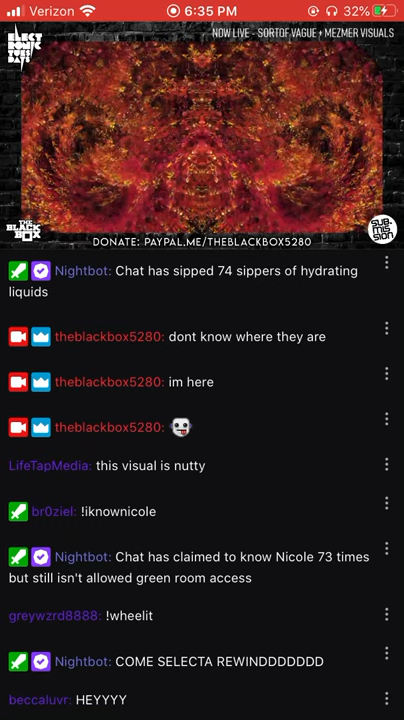 Verizon 6:35 PM 32%
ELECTRONIC TUESDAYS
NOW LIVE - SORTOF VAGUE + MEZMER VISUALS
THE BLACK BOX
SUB.MISSION
DONATE: PAYPAL.ME/THEBLACKBOX5280
Nightbot: Chat has sipped 74 sippers of hydrating
liquids
theblackbox5280: dont know where they are
theblackbox5280: im here
theblackbox5280:
LifeTapMedia: this visual is nutty
br0ziel: !iknownicole
Nightbot: Chat has claimed to know Nicole 73 times
but still isn't allowed green room access
greywzrd8888: !wheelit
Nightbot: COME SELECTA REWINDDDDDDD
beccaluvr: HEYYYY